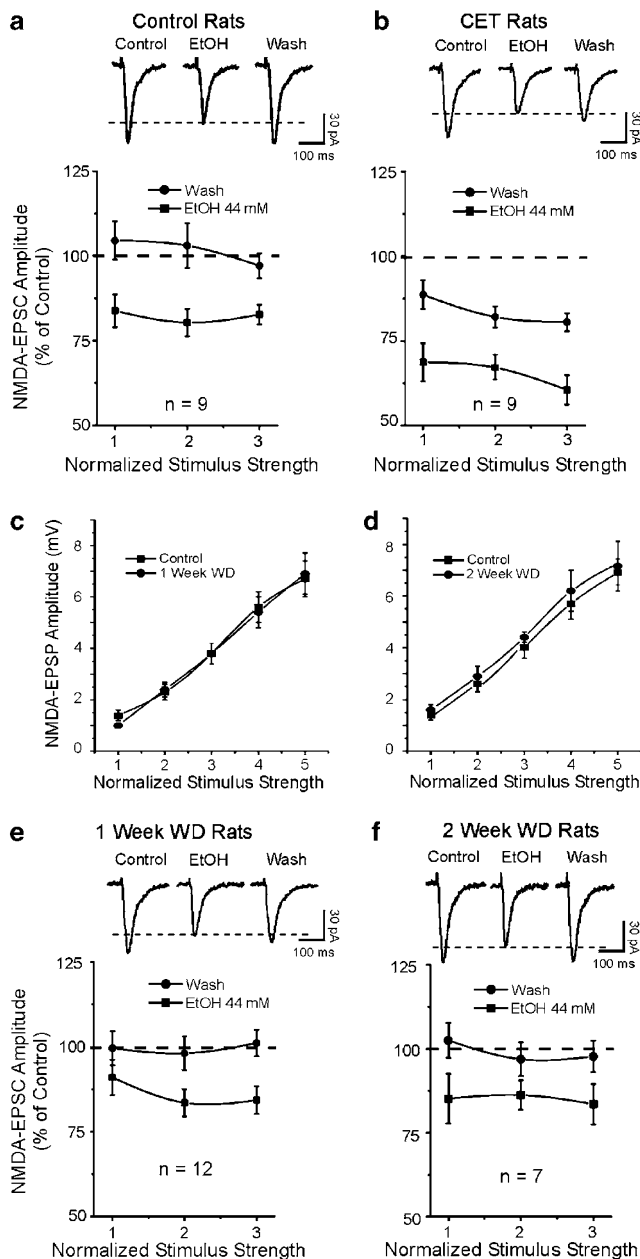 a
Control Rats
Control EtOH Wash
30 pA
100 ms
125
100
75
50
NMDA-EPSC Amplitude
(% of Control)
Wash
EtOH 44 mM
n = 9
1 2 3
Normalized Stimulus Strength
b
CET Rats
Control EtOH Wash
30 pA
100 ms
125
100
75
50
Wash
EtOH 44 mM
n = 9
1 2 3
Normalized Stimulus Strength
c
NMDA-EPSP Amplitude (mV)
8
6
4
2
0
Control
1 Week WD
1 2 3 4 5
Normalized Stimulus Strength
d
8
6
4
2
0
Control
2 Week WD
1 2 3 4 5
Normalized Stimulus Strength
e
1 Week WD Rats
Control EtOH Wash
30 pA
100 ms
125
100
75
50
NMDA-EPSC Amplitude
(% of Control)
Wash
EtOH 44 mM
n = 12
1 2 3
Normalized Stimulus Strength
f
2 Week WD Rats
Control EtOH Wash
30 pA
100 ms
125
100
75
50
Wash
EtOH 44 mM
n = 7
1 2 3
Normalized Stimulus Strength